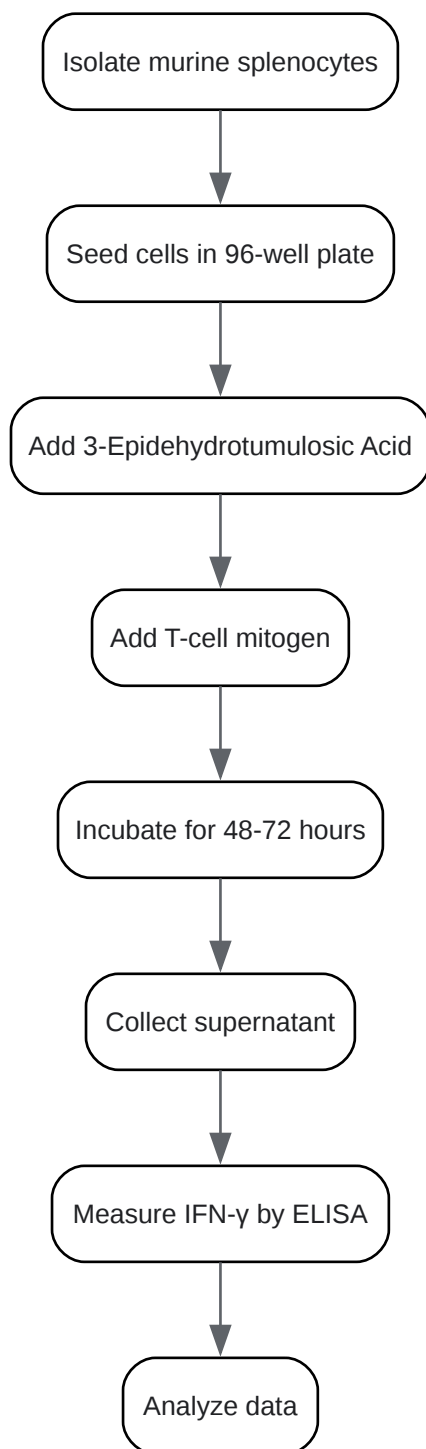 Isolate murine splenocytes
Seed cells in 96-well plate
Add 3-Epidehydrotumulosic Acid
Add T-cell mitogen
Incubate for 48-72 hours
Collect supernatant
Measure IFN-γ by ELISA
Analyze data